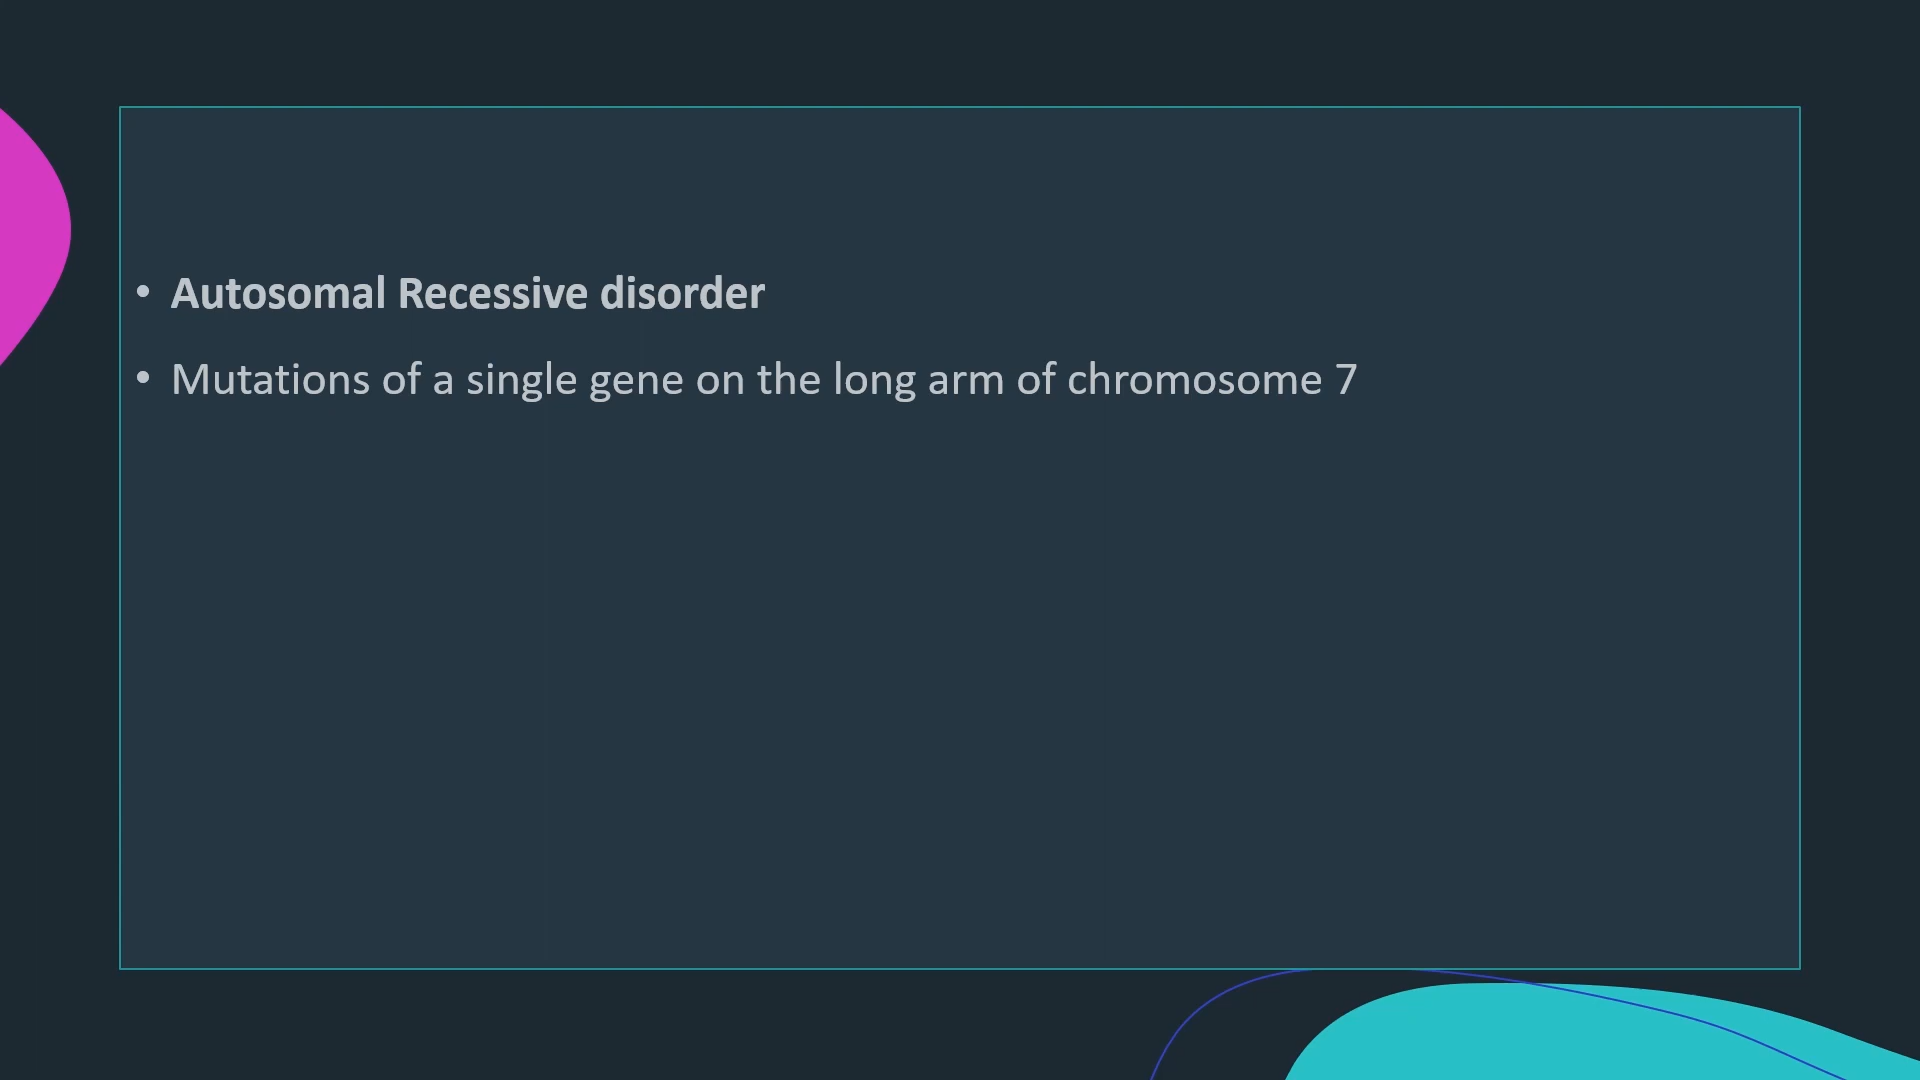 • Autosomal Recessive disorder
• Mutations of a single gene on the long arm of chromosome 7